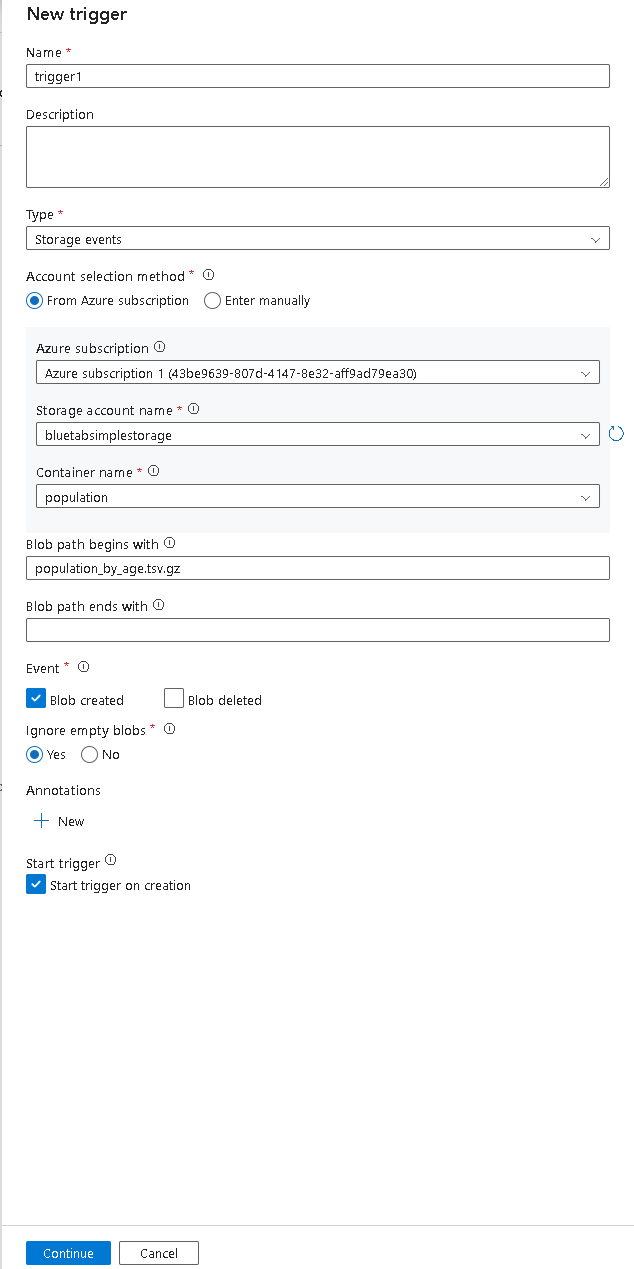 New trigger
Name *
trigger1
Description
Type *
Storage events
Account selection method *
From Azure subscription Enter manually
Azure subscription
Azure subscription 1 (43be9639-807d-4147-8e32-aff9ad79ea30)
Storage account name *
bluetabsimplestorage
Container name *
population
Blob path begins with
population_by_age.tsv.gz
Blob path ends with
Event *
Blob created Blob deleted
Ignore empty blobs *
Yes No
Annotations
New
Start trigger
Start trigger on creation
Continue Cancel